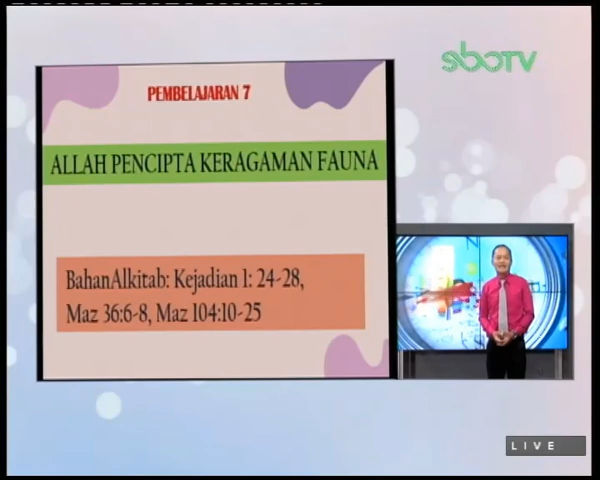 sboTV
PEMBELAJARAN 7
ALLAH PENCIPTA KERAGAMAN FAUNA
BahanAlkitab: Kejadian 1: 24-28,
Maz 36:6-8, Maz 104:10-25
LIVE